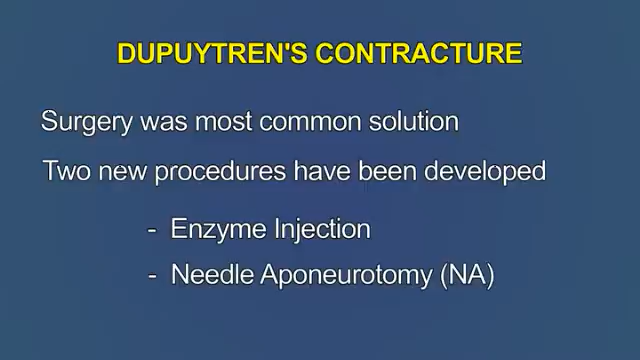 DUPUYTREN'S CONTRACTURE
Surgery was most common solution
Two new procedures have been developed
- Enzyme Injection
- Needle Aponeurotomy (NA)